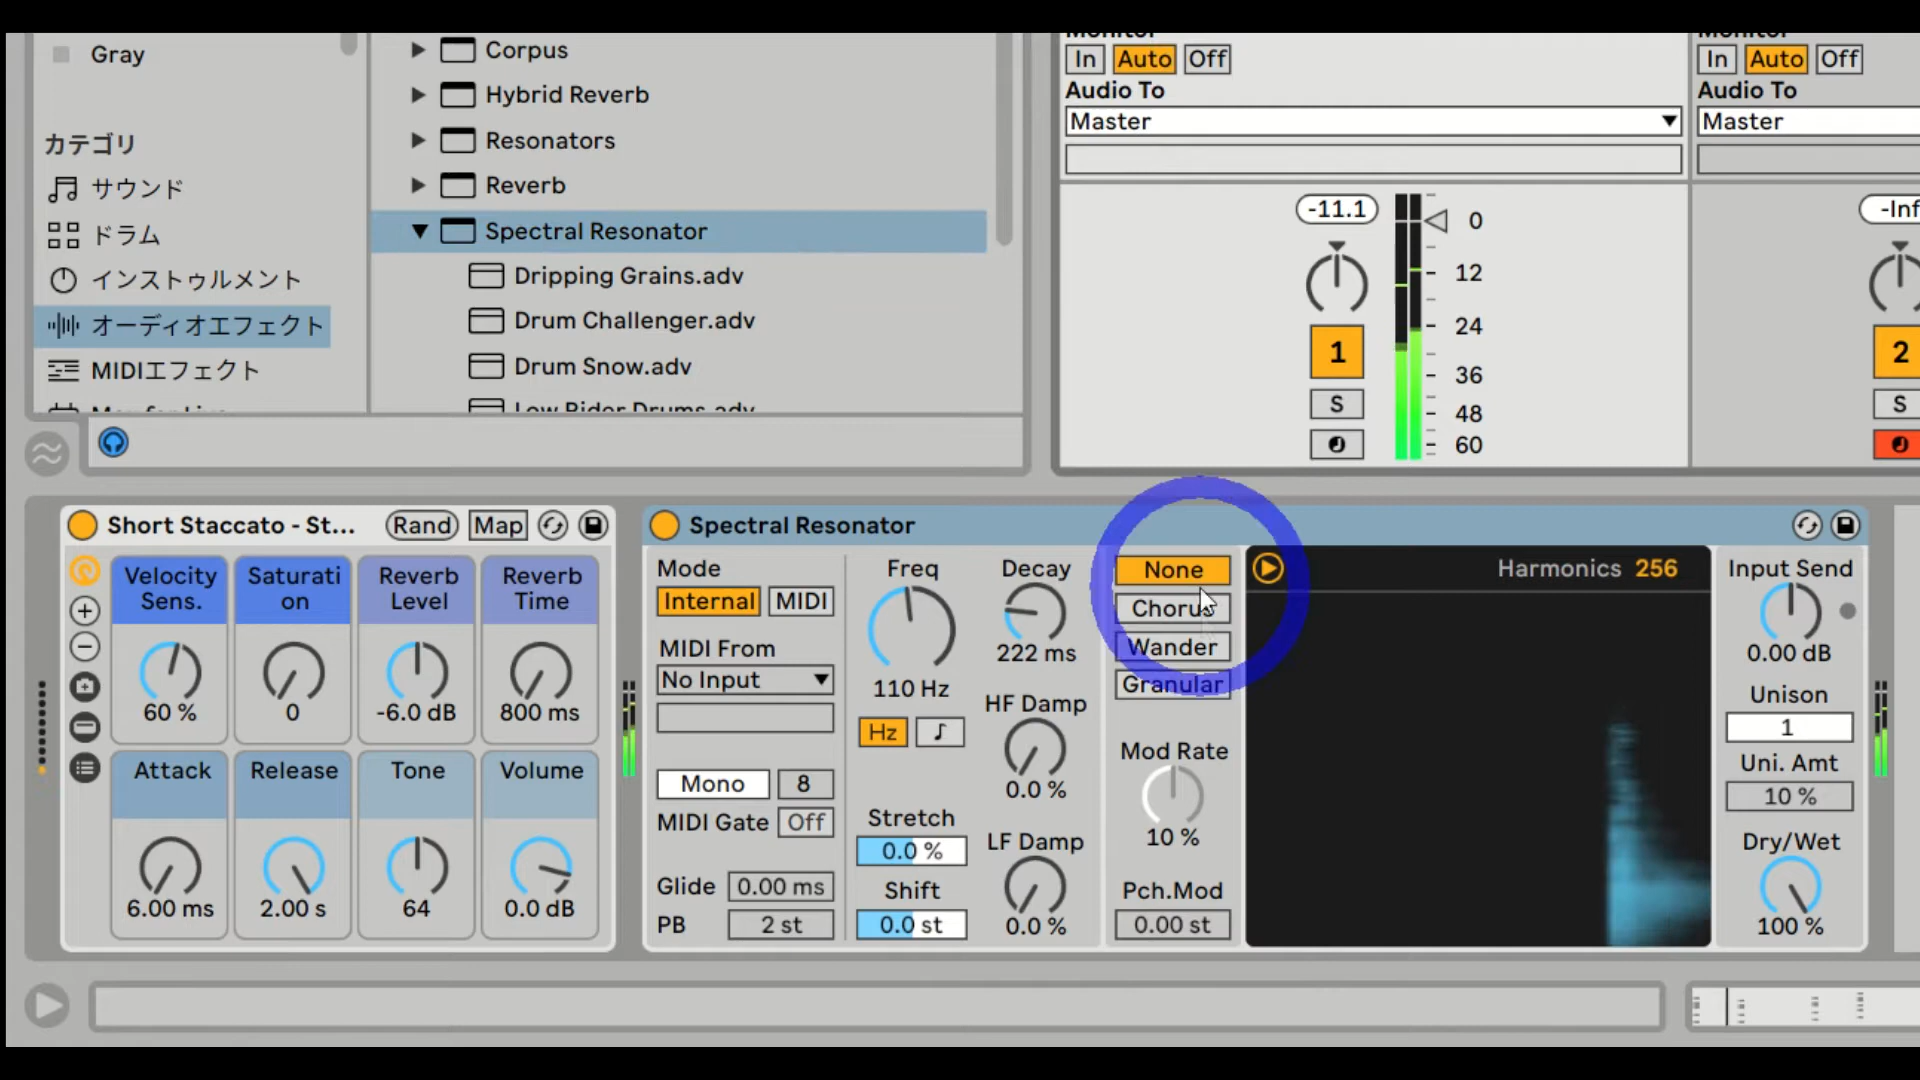 Gray
カテゴリ
サウンド
ドラム
インストゥルメント
オーディオエフェクト
MIDIエフェクト
Corpus
Hybrid Reverb
Resonators
Reverb
Spectral Resonator
Dripping Grains.adv
Drum Challenger.adv
Drum Snow.adv
Low Rider Drums.adv
Monitor
In Auto Off
Audio To
Master
-11.1
0
12
24
36
48
60
1
S
Monitor
In Auto Off
Audio To
Master
-Inf
2
S
Short Staccato - St... Rand Map
Velocity Sens.
60 %
Saturati on
0
Reverb Level
-6.0 dB
Reverb Time
800 ms
Attack
6.00 ms
Release
2.00 s
Tone
64
Volume
0.0 dB
Spectral Resonator
Mode
Internal MIDI
MIDI From
No Input
Mono 8
MIDI Gate Off
Glide 0.00 ms
PB 2 st
Freq
110 Hz
Hz
Stretch
0.0 %
Shift
0.0 st
Decay
222 ms
HF Damp
0.0 %
LF Damp
0.0 %
None
Chorus
Wander
Granular
Mod Rate
10 %
Pch.Mod
0.00 st
Harmonics 256
Input Send
0.00 dB
Unison
1
Uni. Amt
10 %
Dry/Wet
100 %